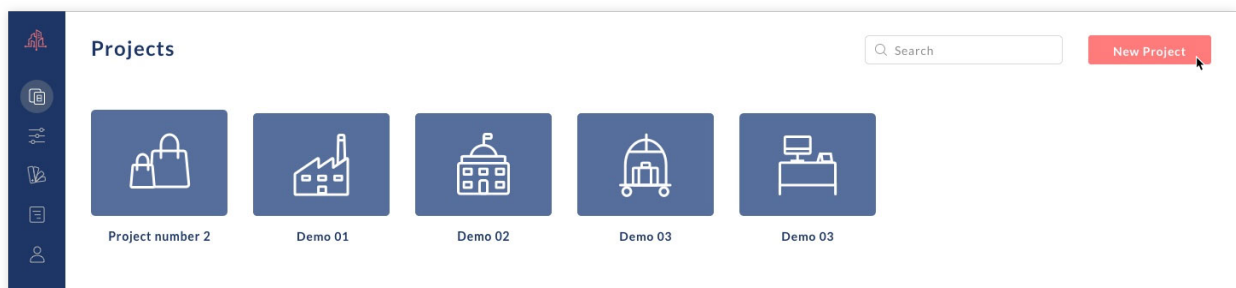 Projects
Search
New Project
Project number 2
Demo 01
Demo 02
Demo 03
Demo 03